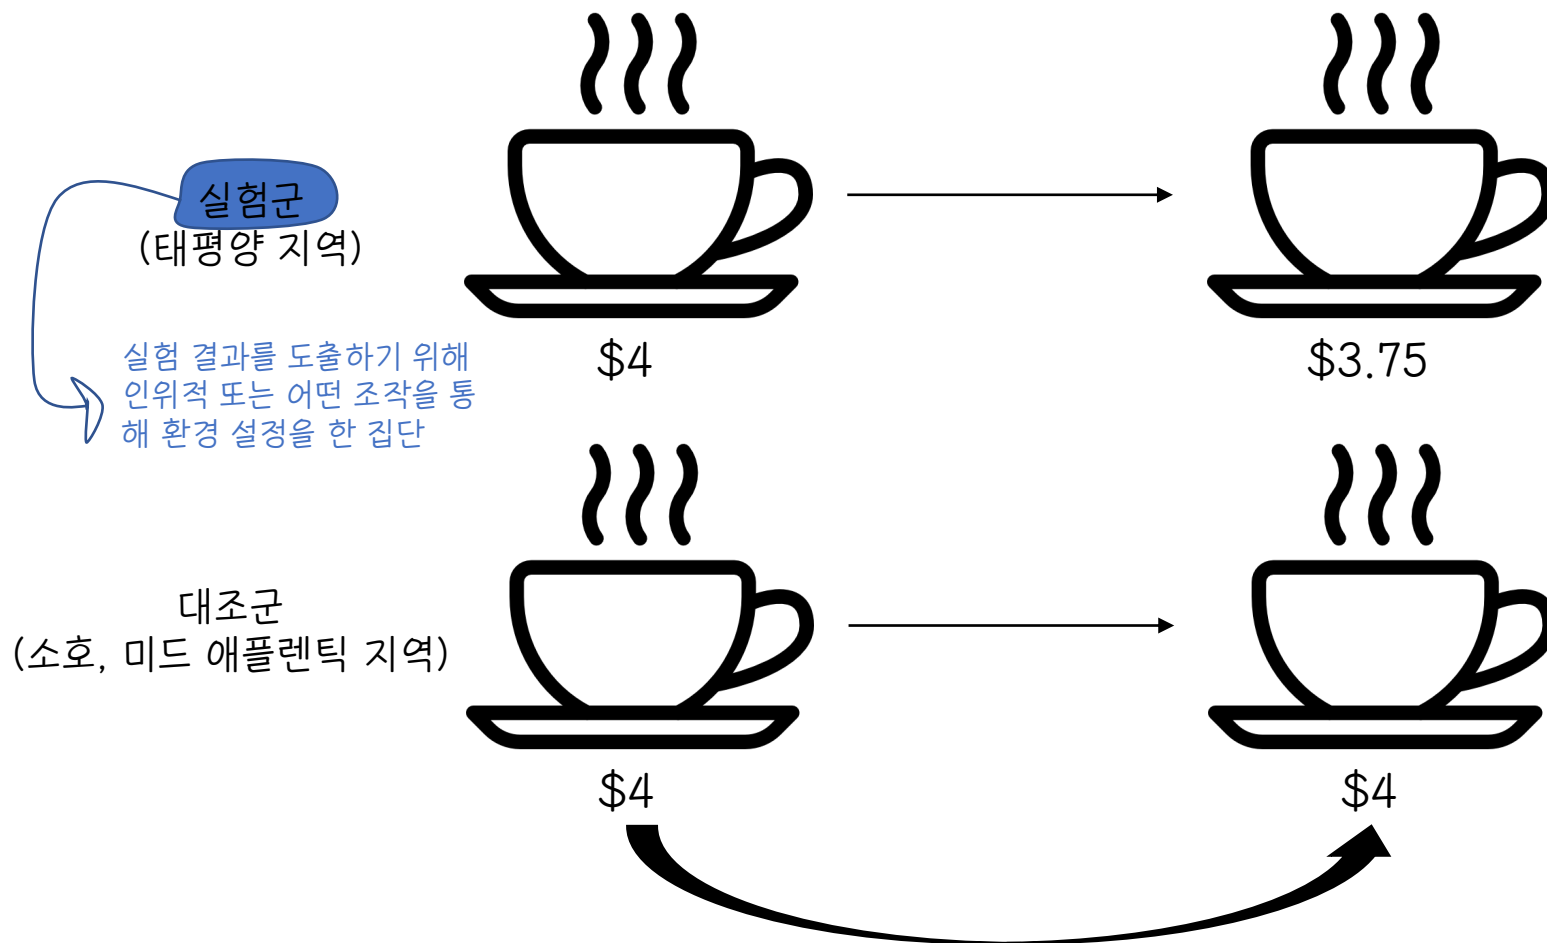 실험군
(태평양 지역)
$4
$3.75
실험 결과를 도출하기 위해
인위적 또는 어떤 조작을 통
해 환경 설정을 한 집단
대조군
(소호, 미드 애플렌틱 지역)
$4
$4